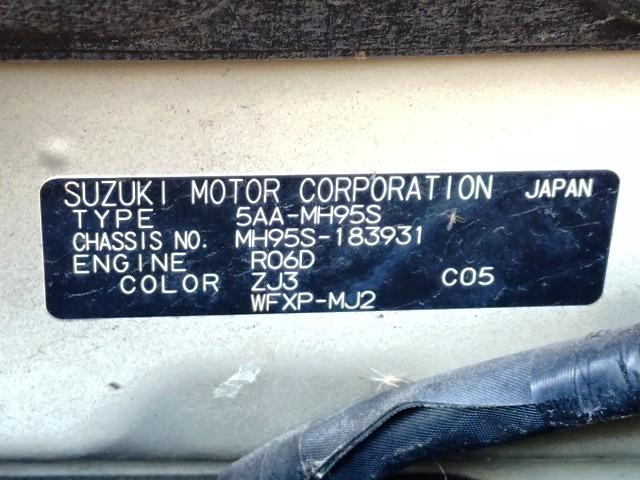 SUZUKI MOTOR CORPORATION JAPAN
TYPE 5AA-MH95S
CHASSIS NO. MH95S-183931
ENGINE R06D
COLOR ZJ3 C05
WFXP-MJ2